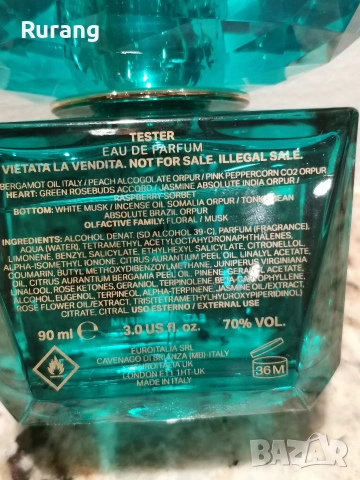 Rurang
TESTER
EAU DE PARFUM
VIETATA LA VENDITA. NOT FOR SALE. ILLEGAL SALE.
BERGAMOT OIL ITALY / PEACH ALCOGOLATE ORPUR / PINK PEPPERCORN CO2 ORPUR
HEART: GREEN ROSEBUDS ACCORD / JASMINE ABSOLUTE INDIA ORPUR /
RASPBERRY SORBET
BOTTOM: WHITE MUSK / INCENSE OIL SOMALIA ORPUR / TONKA BEAN
ABSOLUTE BRAZIL ORPUR
OLFACTIVE FAMILY: FLORAL / MUSK
INGREDIENTS: ALCOHOL DENAT. (SD ALCOHOL 39-C), PARFUM (FRAGRANCE),
AQUA (WATER), TETRAMETHYL ACETYLOCTAHYDRONAPHTHALENES,
LIMONENE, BENZYL SALICYLATE, ETHYLHEXYL SALICYLATE, CITRONELLOL,
ALPHA-ISOMETHYL IONONE, CITRUS AURANTIUM PEEL OIL, LINALYL ACETATE,
COUMARIN, BUTYL METHOXYDIBENZOYLMETHANE, JUNIPERUS VIRGINIANA
OIL, CITRUS AURANTIUM BERGAMIA PEEL OIL, PINENE, GERANYL ACETATE,
LINALOOL, ROSE KETONES, GERANIOL, TERPINOLENE, BETA-CARYOPHYLLENE,
ALCOHOL, EUGENOL, TERPINEOL, ALPHA-TERPINENE, JASMINE OIL/EXTRACT,
ROSE FLOWER OIL/EXTRACT, TRIS(TETRAMETHYLHYDROXYPIPERIDINOL)
CITRATE, CITRAL. USO ESTERNO / EXTERNAL USE
90 ml ℮ 3.0 US fl. oz. 70% VOL.
EUROITALIA SRL
CAVENAGO DI BRIANZA (MB)-ITALY
EUROITALIA UK
LONDON E11 1HT-UK
MADE IN ITALY
36M
BAZAR
bg